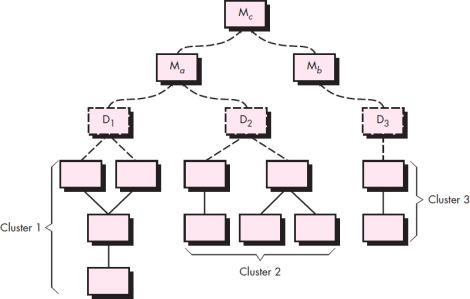 Mc
Ma
Mb
D1
D2
D3
Cluster 1
Cluster 2
Cluster 3